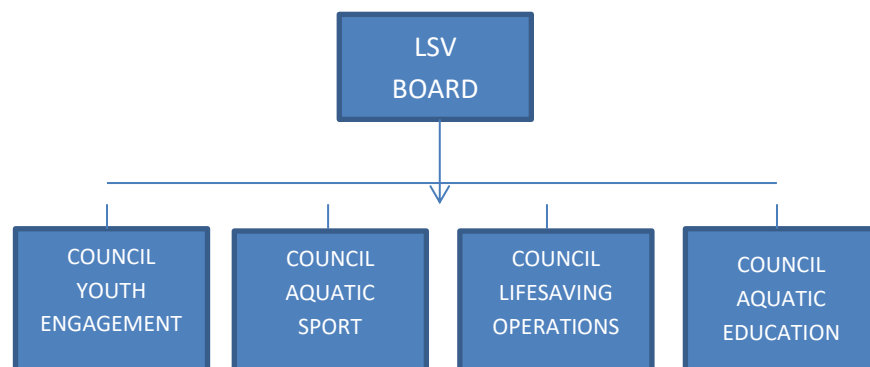 LSV
BOARD
COUNCIL
YOUTH
ENGAGEMENT
COUNCIL
AQUATIC
SPORT
COUNCIL
LIFESAVING
OPERATIONS
COUNCIL
AQUATIC
EDUCATION